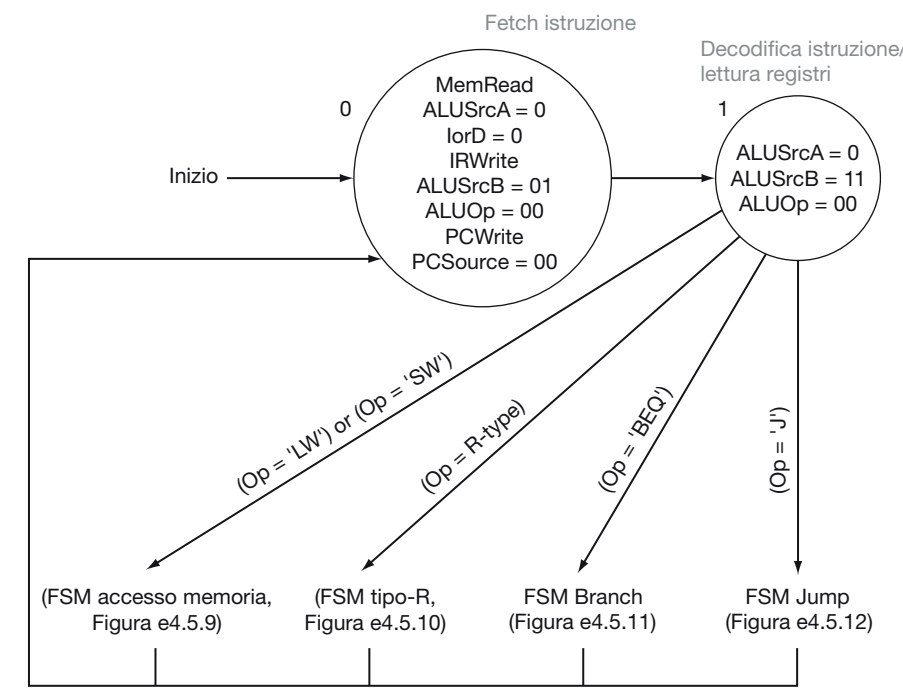 Fetch istruzione
Decodifica istruzione/
lettura registri
0
MemRead
ALUSrcA = 0
IorD = 0
IRWrite
ALUSrcB = 01
ALUOp = 00
PCWrite
PCSource = 00
1
ALUSrcA = 0
ALUSrcB = 11
ALUOp = 00
Inizio
(Op = 'LW') or (Op = 'SW')
(Op = R-type)
(Op = 'BEQ')
(Op = 'J')
(FSM accesso memoria,
Figura e4.5.9)
(FSM tipo-R,
Figura e4.5.10)
FSM Branch
(Figura e4.5.11)
FSM Jump
(Figura e4.5.12)